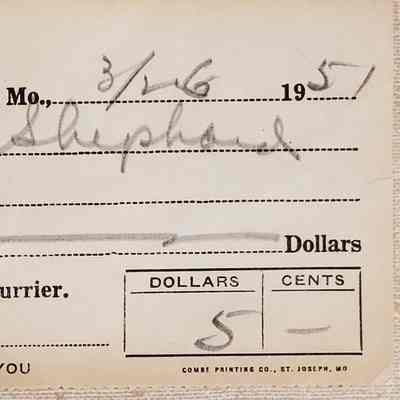 Mo., 3/26 1951
Shephard
Dollars
urrier.
DOLLARS CENTS
5 —
YOU
COMBE PRINTING CO., ST. JOSEPH, MO